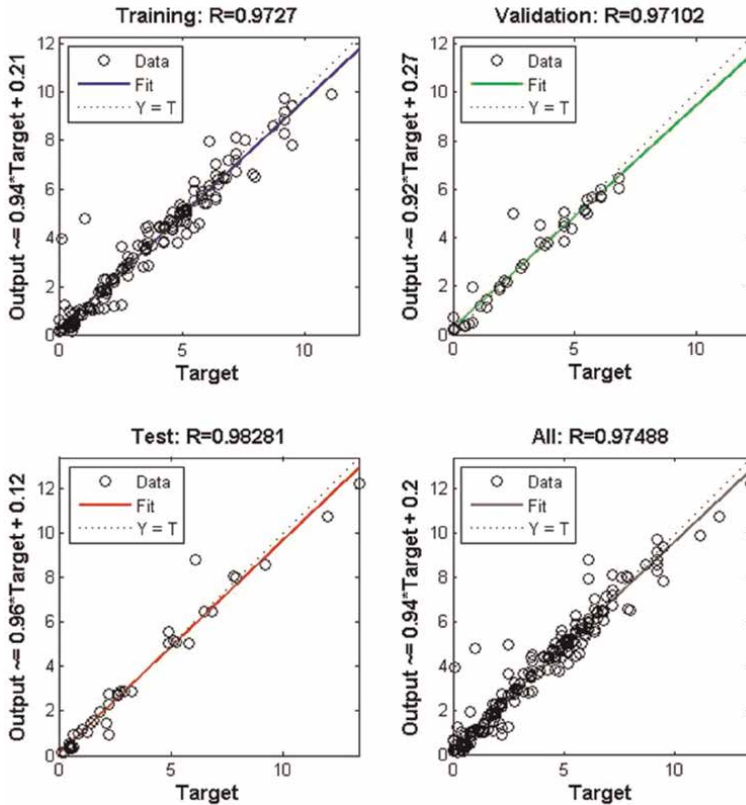 Training: R=0.9727
Output ~= 0.94*Target + 0.21
12
10
8
6
4
2
0
Data
Fit
Y = T
0
5
10
Target
Validation: R=0.97102
Output ~= 0.92*Target + 0.27
12
10
8
6
4
2
0
Data
Fit
Y = T
0
5
10
Target
Test: R=0.98281
Output ~= 0.96*Target + 0.12
12
10
8
6
4
2
0
Data
Fit
Y = T
0
5
10
Target
All: R=0.97488
Output ~= 0.94*Target + 0.2
12
10
8
6
4
2
0
Data
Fit
Y = T
0
5
10
Target